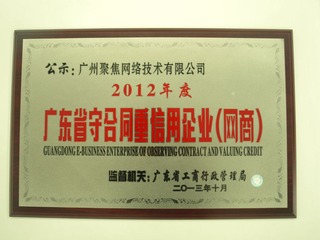 公示：广州聚焦网络技术有限公司
2012年度
广东省守合同重信用企业（网商）
GUANGDONG E-BUSINESS ENTERPRISE OF OBSERVING CONTRACT AND VALUING CREDIT
监督机关：广东省工商行政管理局
二〇一三年十月